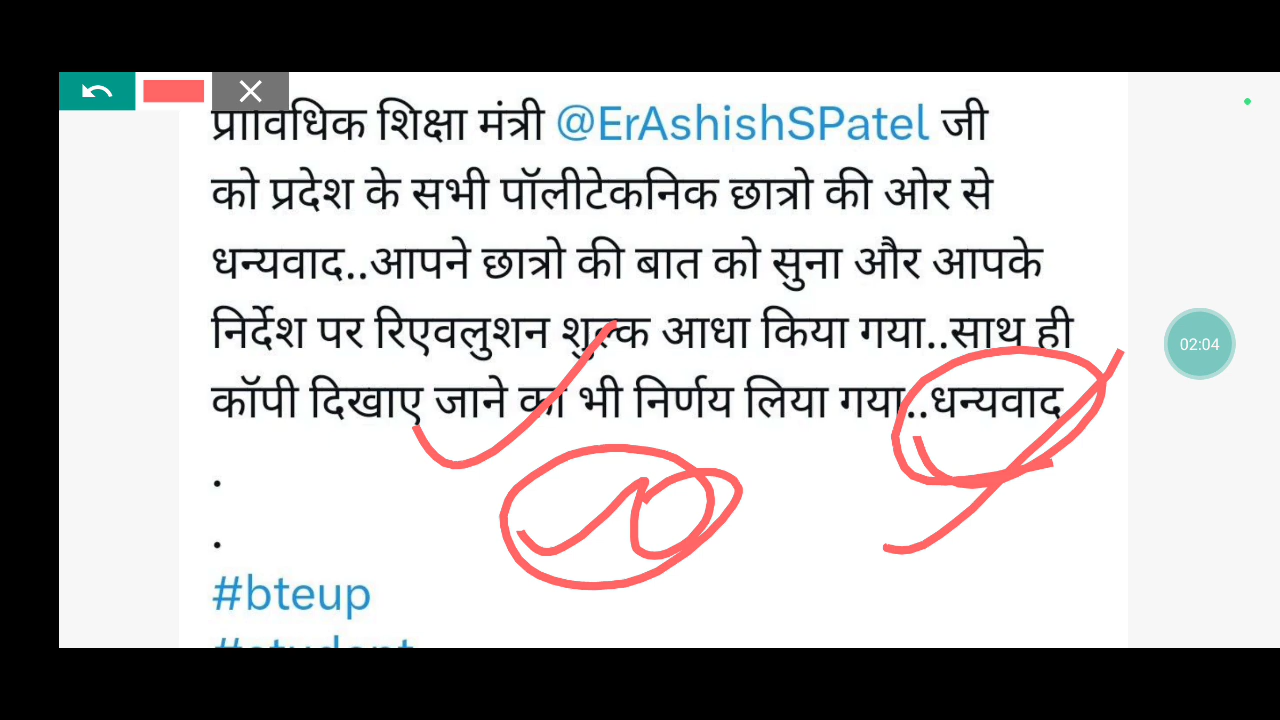 प्राविधिक शिक्षा मंत्री @ErAshishSPatel जी
को प्रदेश के सभी पॉलीटेकनिक छात्रो की ओर से
धन्यवाद..आपने छात्रो की बात को सुना और आपके
निर्देश पर रिएवलुशन शुल्क आधा किया गया..साथ ही
कॉपी दिखाए जाने का भी निर्णय लिया गया..धन्यवाद
.
.
#bteup
#student
02:04